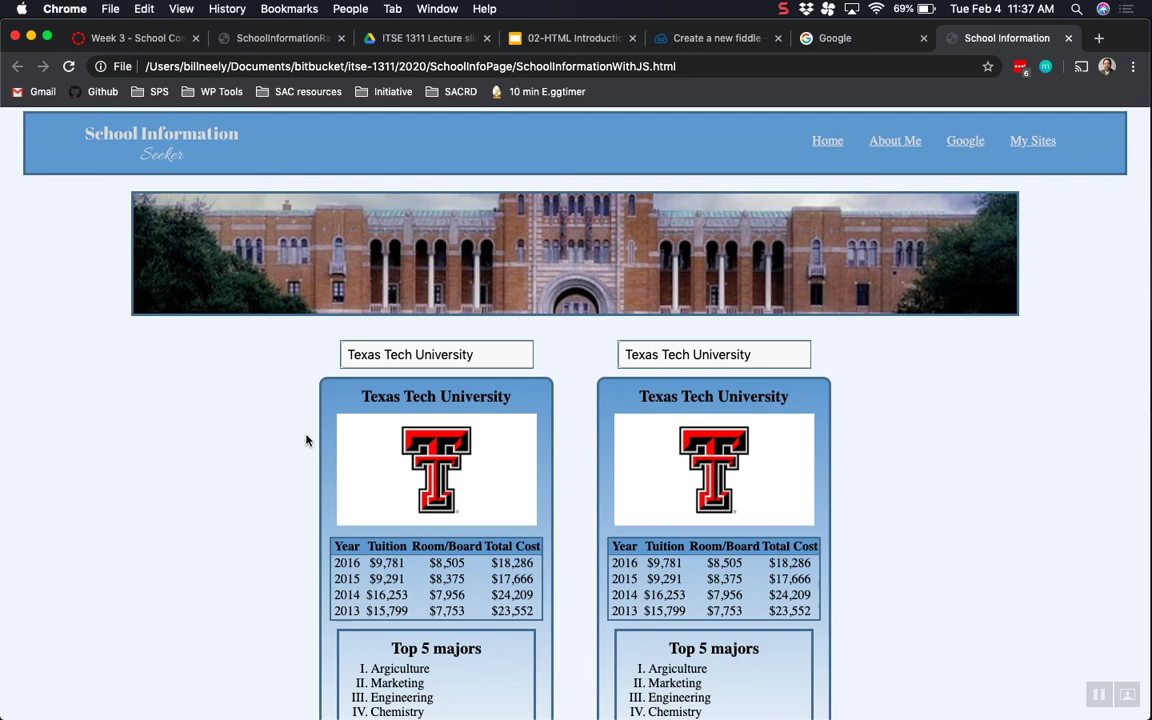 Chrome File Edit View History Bookmarks People Tab Window Help 69% Tue Feb 4 11:37 AM
Week 3 - School Con SchoolInformationRa ITSE 1311 Lecture sli 02-HTML Introductio Create a new fiddle - Google School Information
File /Users/billneely/Documents/bitbucket/itse-1311/2020/SchoolInfoPage/SchoolInformationWithJS.html 6
Gmail Github SPS WP Tools SAC resources Initiative SACRD 10 min E.ggtimer
School Information
Seeker
Home About Me Google My Sites
Texas Tech University Texas Tech University
Texas Tech University Texas Tech University
Year Tuition Room/Board Total Cost Year Tuition Room/Board Total Cost
2016 $9,781 $8,505 $18,286 2016 $9,781 $8,505 $18,286
2015 $9,291 $8,375 $17,666 2015 $9,291 $8,375 $17,666
2014 $16,253 $7,956 $24,209 2014 $16,253 $7,956 $24,209
2013 $15,799 $7,753 $23,552 2013 $15,799 $7,753 $23,552
Top 5 majors Top 5 majors
I. Argiculture I. Argiculture
II. Marketing II. Marketing
III. Engineering III. Engineering
IV. Chemistry IV. Chemistry